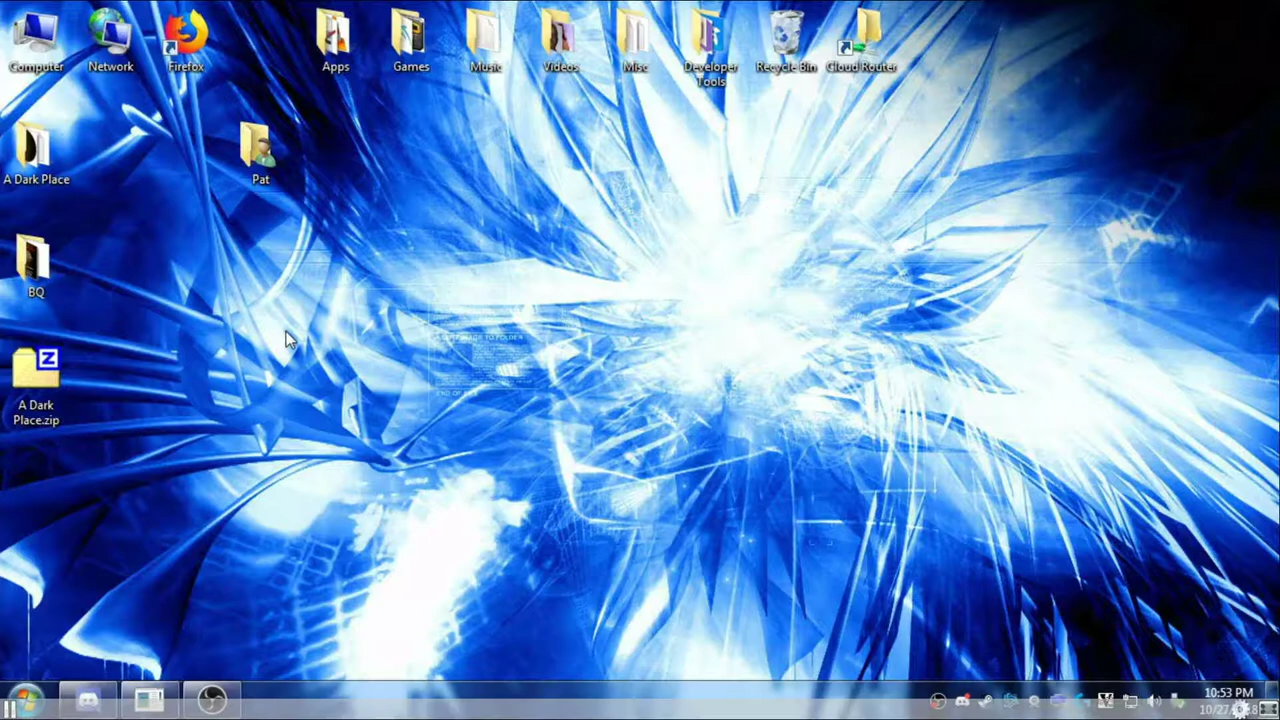 Computer
Network
Firefox
Apps
Games
Music
Videos
Misc
Developer
Tools
Recycle Bin
Cloud Router
A Dark Place
Pat
BQ
Z
A Dark
Place.zip
10:53 PM